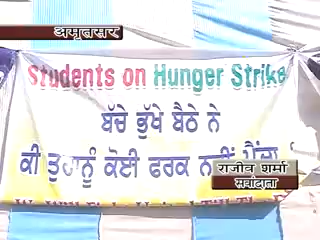 अमृतसर
Students on Hunger Strike
ਬੱਚੇ ਭੁੱਖੇ ਬੈਠੇ ਨੇ
ਕੀ ਤੁਹਾਨੂੰ ਕੋਈ ਫਰਕ ਨਹੀਂ ਪੈਂਦਾ
राजीव शर्मा
संवाददाता